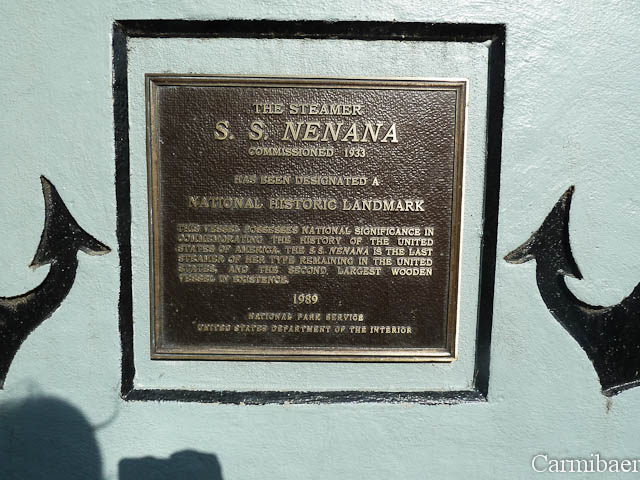 THE STEAMER
S. S. NENANA
COMMISSIONED 1933
HAS BEEN DESIGNATED A
NATIONAL HISTORIC LANDMARK
THIS VESSEL POSSESSES NATIONAL SIGNIFICANCE IN
COMMEMORATING THE HISTORY OF THE UNITED
STATES OF AMERICA. THE S.S. NENANA IS THE LAST
STEAMER OF HER TYPE REMAINING IN THE UNITED
STATES, AND THE SECOND LARGEST WOODEN
VESSEL IN EXISTENCE.
1989
NATIONAL PARK SERVICE
UNITED STATES DEPARTMENT OF THE INTERIOR
Carmibaer